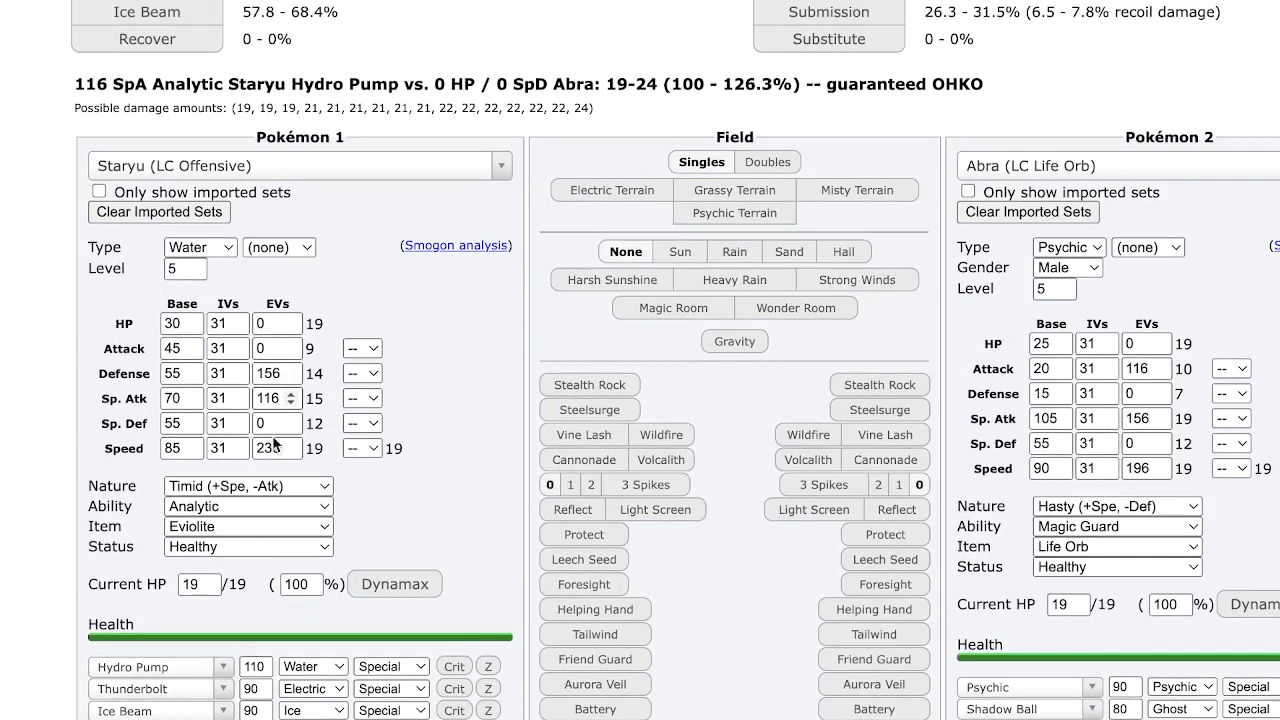 Ice Beam 57.8 - 68.4% Submission 26.3 - 31.5% (6.5 - 7.8% recoil damage)
Recover 0 - 0% Substitute 0 - 0%
116 SpA Analytic Staryu Hydro Pump vs. 0 HP / 0 SpD Abra: 19-24 (100 - 126.3%) -- guaranteed OHKO
Possible damage amounts: (19, 19, 19, 21, 21, 21, 21, 21, 21, 22, 22, 22, 22, 22, 22, 24)
Pokémon 1
Staryu (LC Offensive)
Only show imported sets
Clear Imported Sets
Type Water (none) (Smogon analysis)
Level 5
Base IVs EVs
HP 30 31 0 19
Attack 45 31 0 9 --
Defense 55 31 156 14 --
Sp. Atk 70 31 116 15 --
Sp. Def 55 31 0 12 --
Speed 85 31 19 -- 19
Nature Timid (+Spe, -Atk)
Ability Analytic
Item Eviolite
Status Healthy
Current HP 19 /19 ( 100 %) Dynamax
Health
Hydro Pump 110 Water Special Crit Z
Thunderbolt 90 Electric Special Crit Z
Ice Beam 90 Ice Special Crit Z
Field
Singles Doubles
Electric Terrain Grassy Terrain Misty Terrain
Psychic Terrain
None Sun Rain Sand Hail
Harsh Sunshine Heavy Rain Strong Winds
Magic Room Wonder Room
Gravity
Stealth Rock Stealth Rock
Steelsurge Steelsurge
Vine Lash Wildfire Wildfire Vine Lash
Cannonade Volcalith Volcalith Cannonade
0 1 2 3 Spikes 3 Spikes 2 1 0
Reflect Light Screen Light Screen Reflect
Protect Protect
Leech Seed Leech Seed
Foresight Foresight
Helping Hand Helping Hand
Tailwind Tailwind
Friend Guard Friend Guard
Aurora Veil Aurora Veil
Battery Battery
Pokémon 2
Abra (LC Life Orb)
Only show imported sets
Clear Imported Sets
Type Psychic (none) (S
Gender Male
Level 5
Base IVs EVs
HP 25 31 0 19
Attack 20 31 116 10 --
Defense 15 31 0 7 --
Sp. Atk 105 31 156 19 --
Sp. Def 55 31 0 12 --
Speed 90 31 196 19 -- 19
Nature Hasty (+Spe, -Def)
Ability Magic Guard
Item Life Orb
Status Healthy
Current HP 19 /19 ( 100 %) Dynam
Health
Psychic 90 Psychic Special
Shadow Ball 80 Ghost Special